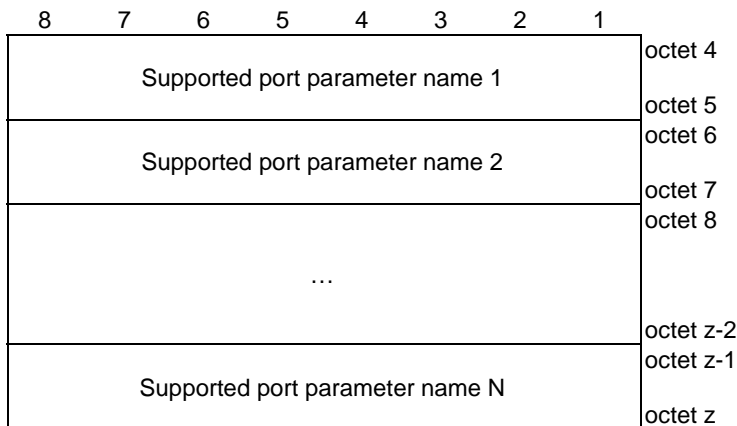 8 7 6 5 4 3 2 1
octet 4
Supported port parameter name 1
octet 5
octet 6
Supported port parameter name 2
octet 7
octet 8
…
octet z-2
octet z-1
Supported port parameter name N
octet z